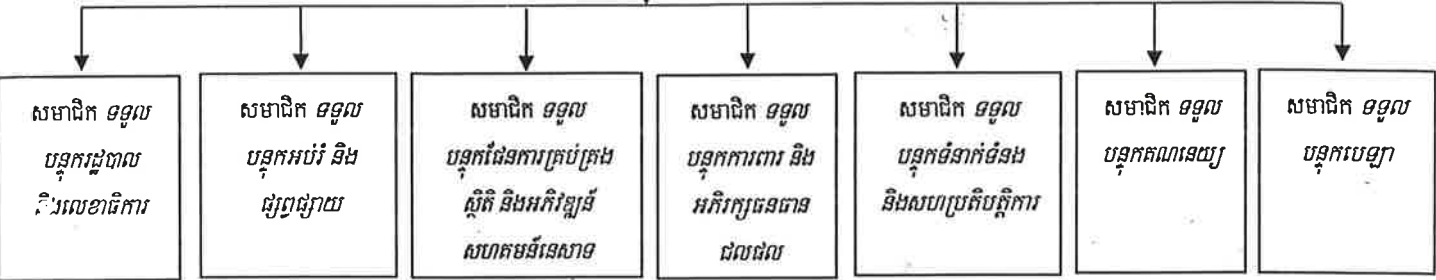 សមាជិក ទទួល
បន្ទុករដ្ឋបាល
និងលេខាធិការ
សមាជិក ទទួល
បន្ទុកអប់រំ និង
ផ្សព្វផ្សាយ
សមាជិក ទទួល
បន្ទុកផែនការគ្រប់គ្រង
ស្ថិតិ និងអភិវឌ្ឍន៍
សហគមន៍នេសាទ
សមាជិក ទទួល
បន្ទុកការពារ និង
អភិរក្សធនធាន
ជលផល
សមាជិក ទទួល
បន្ទុកទំនាក់ទំនង
និងសហប្រតិបត្តិការ
សមាជិក ទទួល
បន្ទុកគណនេយ្យ
សមាជិក ទទួល
បន្ទុកបេឡា